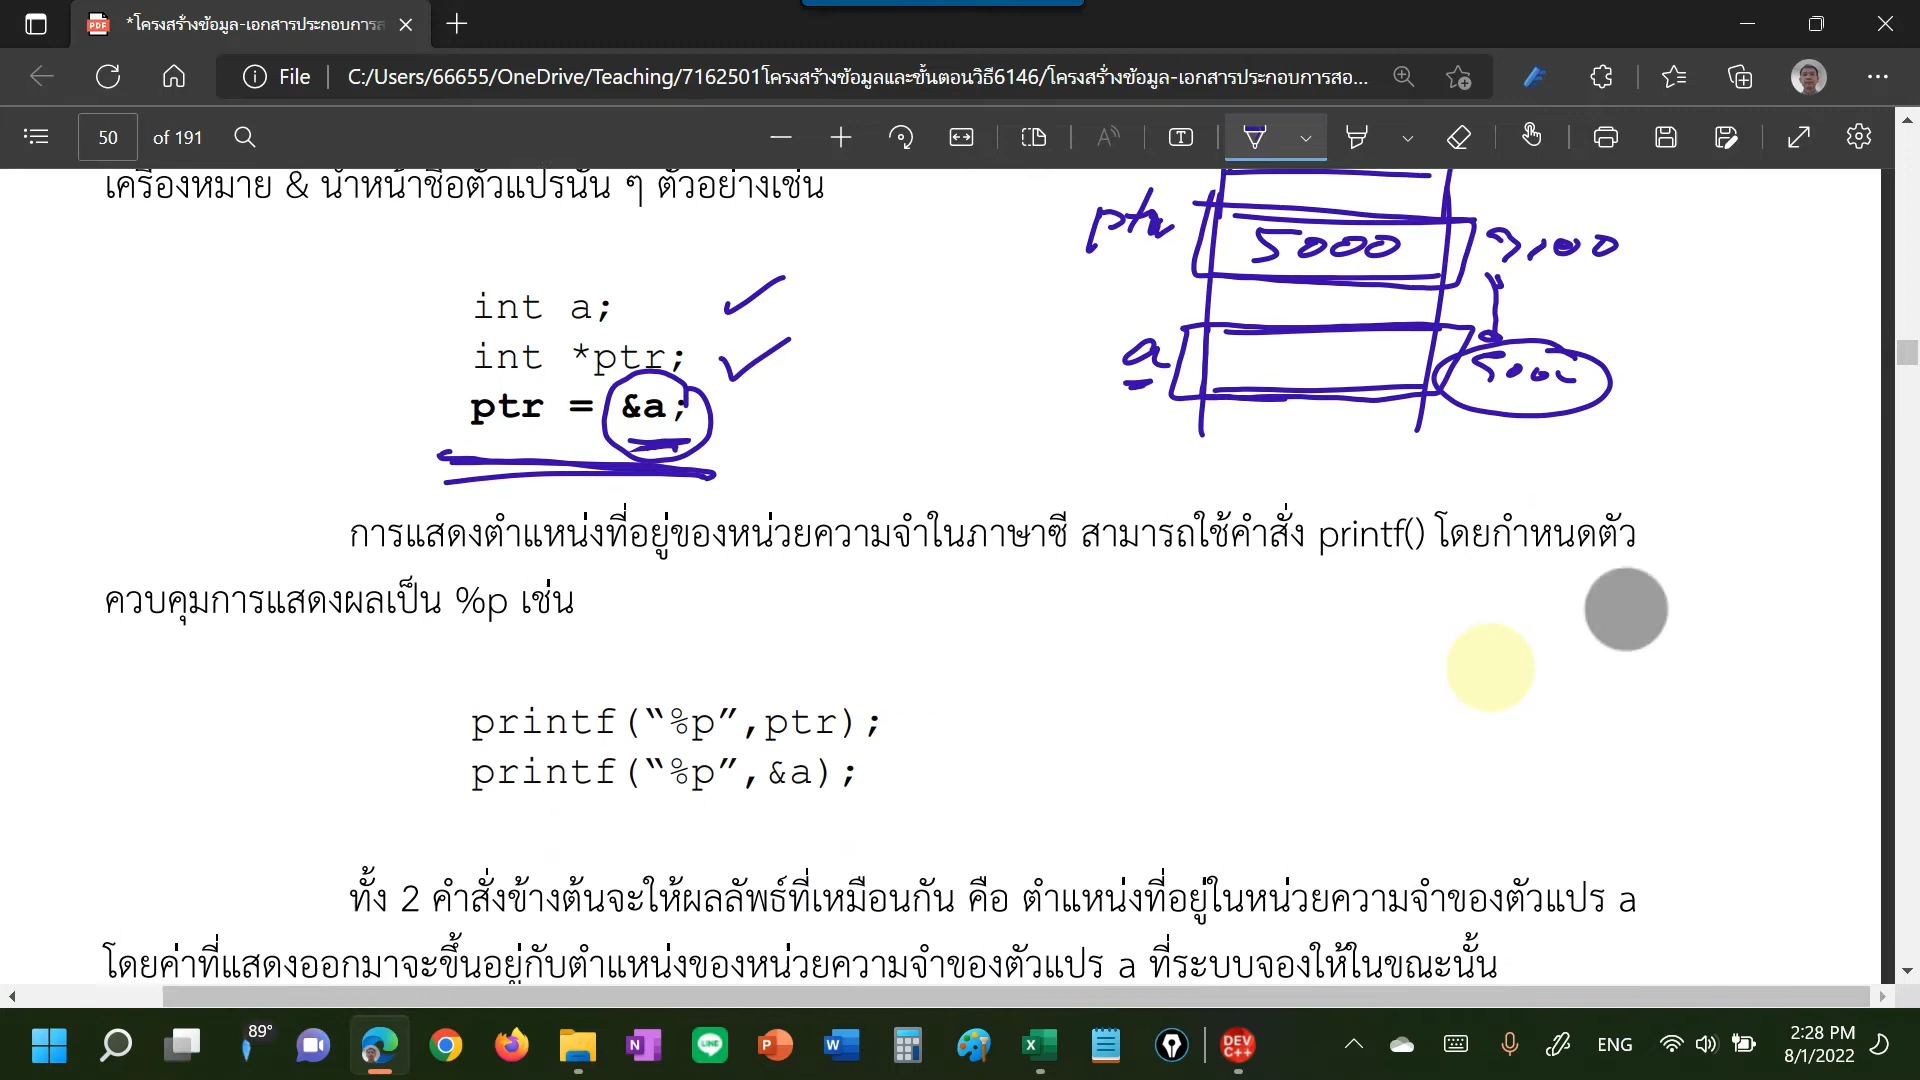 *โครงสร้างข้อมูล-เอกสารประกอบการส
File
C:/Users/66655/OneDrive/Teaching/7162501โครงสร้างข้อมูลและขั้นตอนวิธี6146/โครงสร้างข้อมูล-เอกสารประกอบการสอ...
50 of 191
เครื่องหมาย & นำหน้าชื่อตัวแปรนั้น ๆ ตัวอย่างเช่น
ptr 5000
int a;
int *ptr;
a 5000
ptr = &a;
การแสดงตำแหน่งที่อยู่ของหน่วยความจำในภาษาซี สามารถใช้คำสั่ง printf() โดยกำหนดตัว
ควบคุมการแสดงผลเป็น %p เช่น
printf(“%p”,ptr);
printf(“%p”,&a);
ทั้ง 2 คำสั่งข้างต้นจะให้ผลลัพธ์ที่เหมือนกัน คือ ตำแหน่งที่อยู่ในหน่วยความจำของตัวแปร a
โดยค่าที่แสดงออกมาจะขึ้นอยู่กับตำแหน่งของหน่วยความจำของตัวแปร a ที่ระบบจองให้ในขณะนั้น
89°
LINE
DEV C++
ENG
2:28 PM
8/1/2022